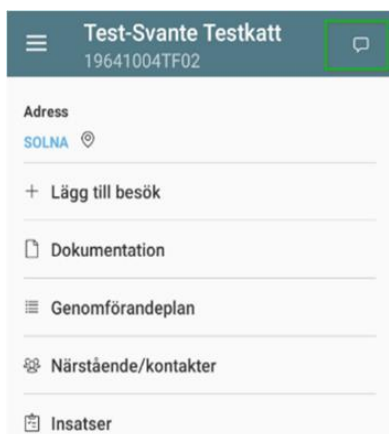 Test-Svante Testkatt
19641004TF02
Adress
SOLNA
Lägg till besök
Dokumentation
Genomförandeplan
Närstående/kontakter
Insatser